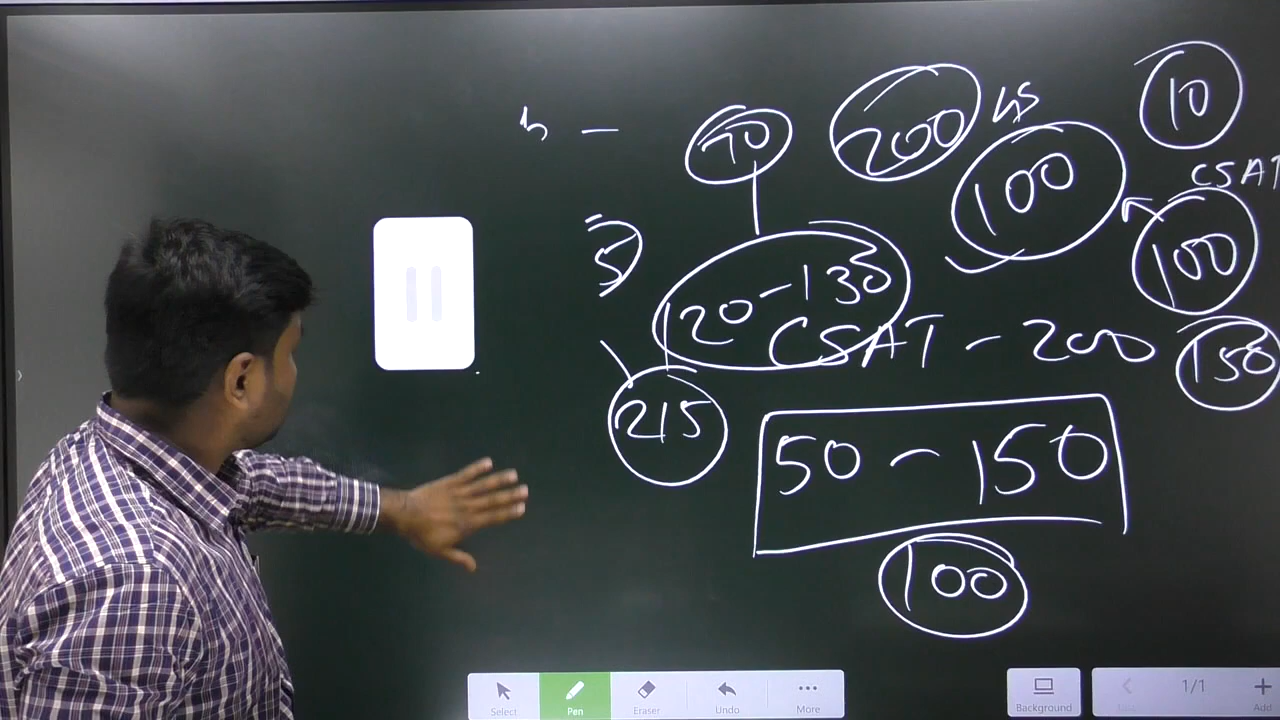 70 200 GS 10
100 CSAT
5 100
120-130
CSAT - 200 150
215
50 - 150
100
Select Pen Eraser Undo More Background 1/1 Add